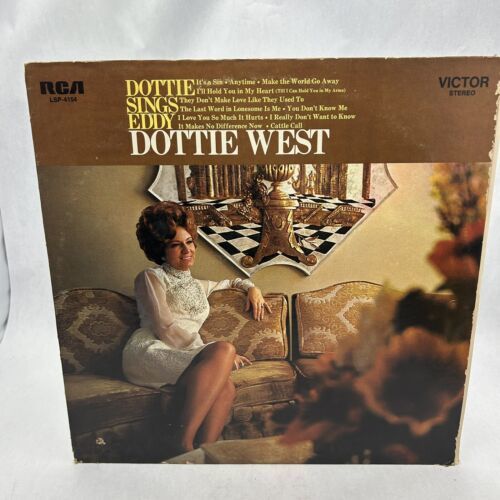 RCA
LSP-4154
DOTTIE
SINGS
EDDY
It's a Sin • Anytime • Make the World Go Away
I'll Hold You in My Heart (Till I Can Hold You in My Arms)
They Don't Make Love Like They Used To
The Last Word in Lonesome Is Me • You Don't Know Me
I Love You So Much It Hurts • I Really Don't Want to Know
It Makes No Difference Now • Cattle Call
DOTTIE WEST
VICTOR
STEREO